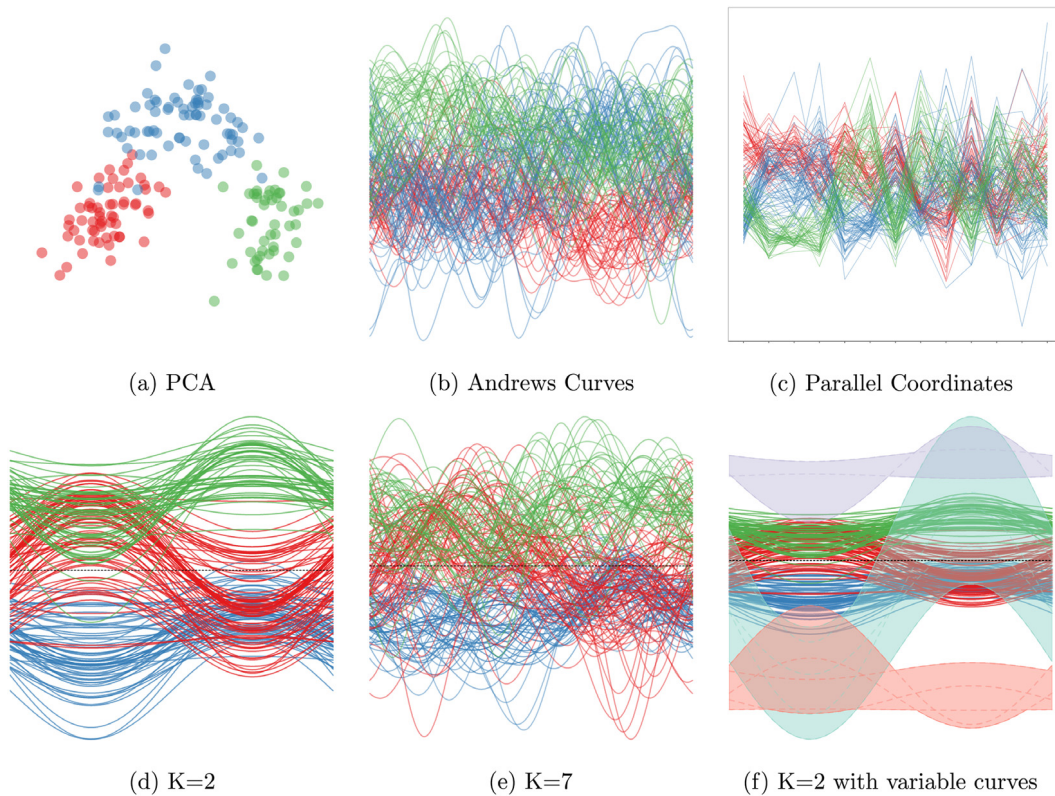 (a) PCA
(b) Andrews Curves
(c) Parallel Coordinates
(d) K=2
(e) K=7
(f) K=2 with variable curves